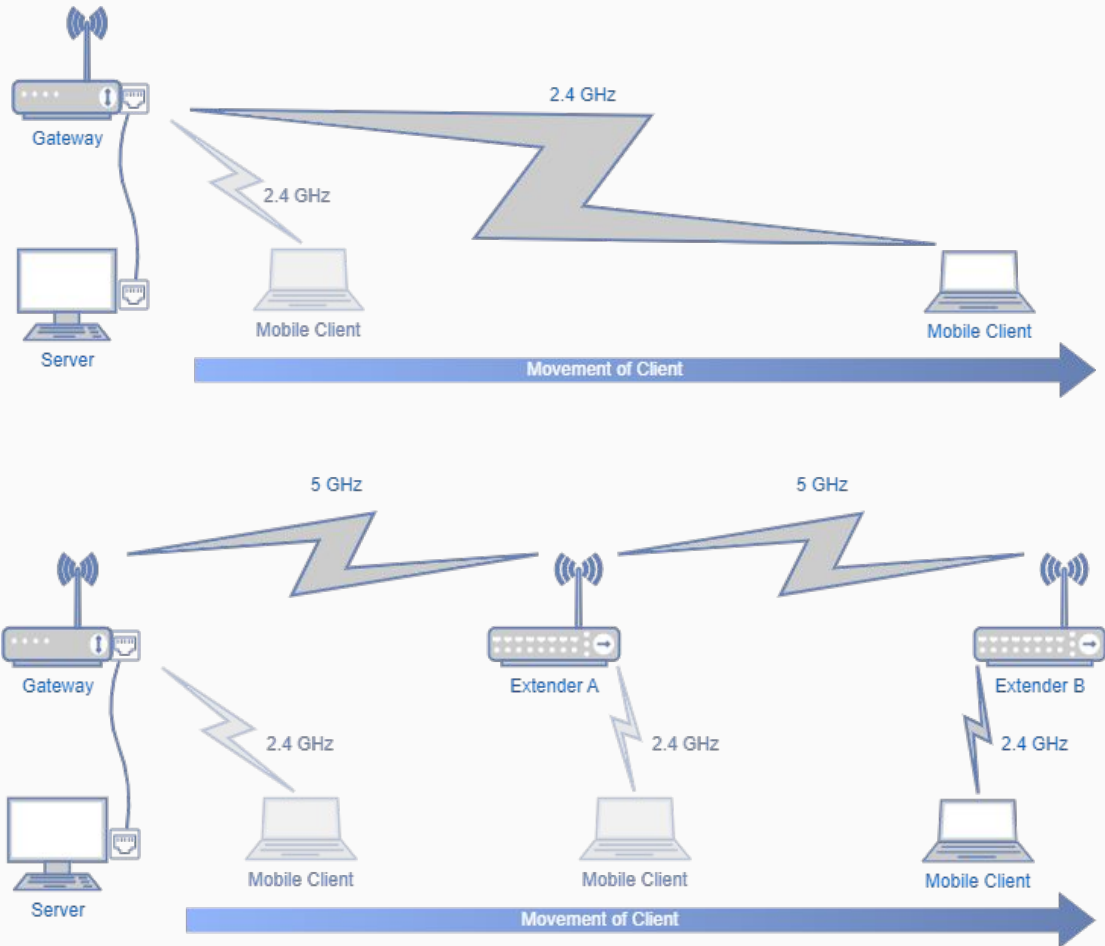 2.4 GHz
Gateway
2.4 GHz
Mobile Client
Mobile Client
Server
Movement of Client
5 GHz
5 GHz
Gateway
Extender A
Extender B
2.4 GHz
2.4 GHz
2.4 GHz
Mobile Client
Mobile Client
Mobile Client
Server
Movement of Client